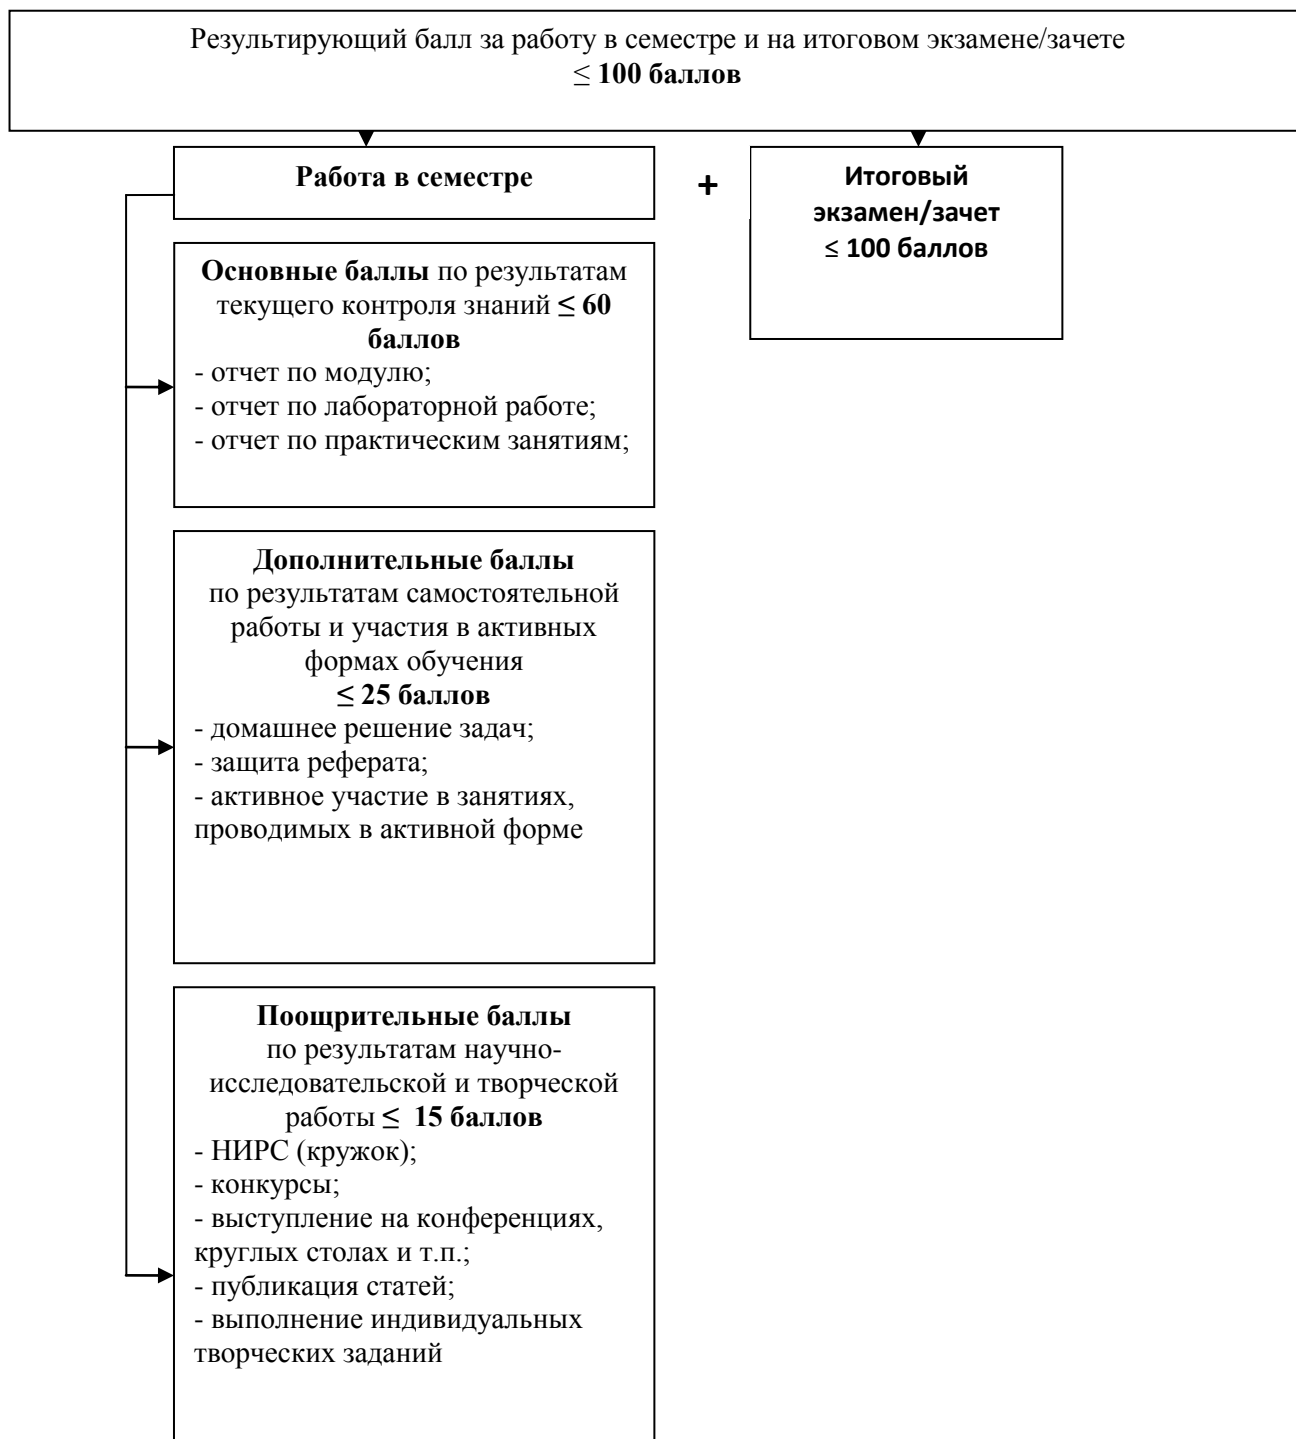 Результирующий балл за работу в семестре и на итоговом экзамене/зачете
≤ 100 баллов
Работа в семестре
+
Итоговый
экзамен/зачет
≤ 100 баллов
Основные баллы по результатам
текущего контроля знаний ≤ 60
баллов
- отчет по модулю;
- отчет по лабораторной работе;
- отчет по практическим занятиям;
Дополнительные баллы
по результатам самостоятельной
работы и участия в активных
формах обучения
≤ 25 баллов
- домашнее решение задач;
- защита реферата;
- активное участие в занятиях,
проводимых в активной форме
Поощрительные баллы
по результатам научно-
исследовательской и творческой
работы ≤ 15 баллов
- НИРС (кружок);
- конкурсы;
- выступление на конференциях,
круглых столах и т.п.;
- публикация статей;
- выполнение индивидуальных
творческих заданий